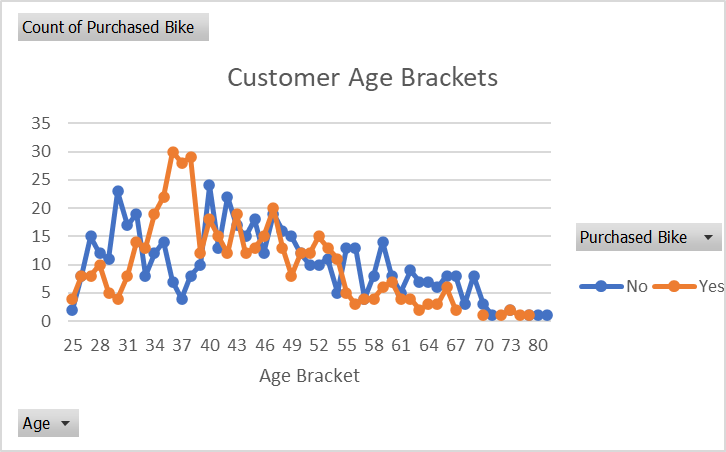 Count of Purchased Bike
Customer Age Brackets
35
30
25
20
15
10
5
0
25 28 31 34 37 40 43 46 49 52 55 58 61 64 67 70 73 80
Age Bracket
Purchased Bike
No Yes
Age